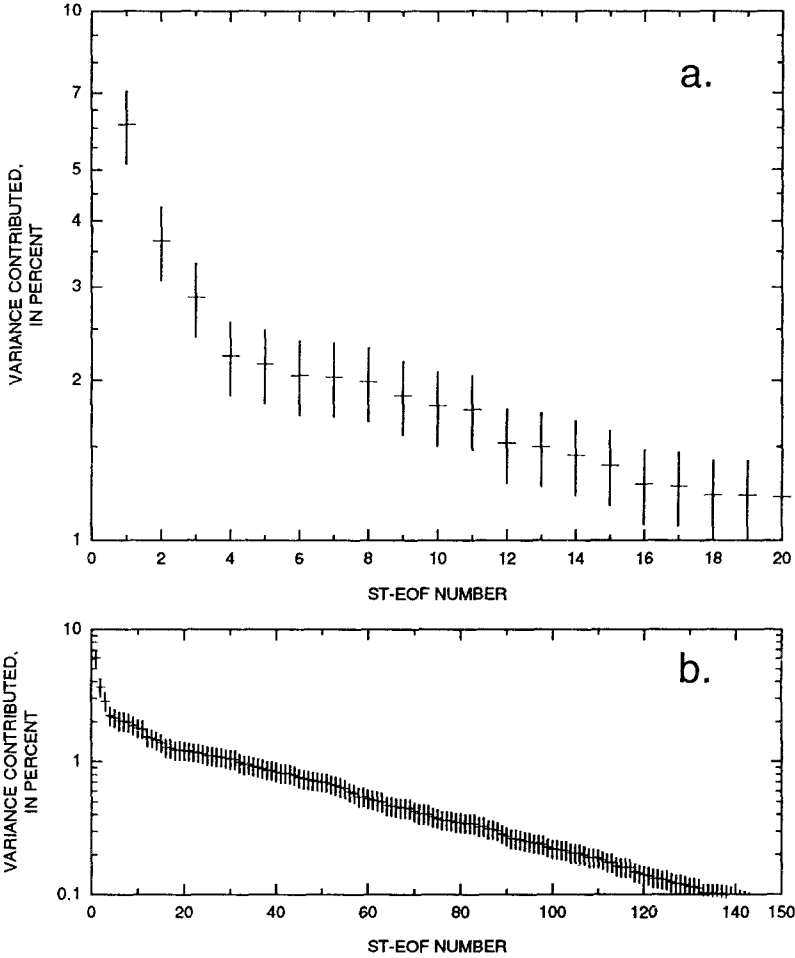 10
7
5
4
3
2
1
a.
VARIANCE CONTRIBUTED,
IN PERCENT
0 2 4 6 8 10 12 14 16 18 20
ST-EOF NUMBER
10
1
0.1
b.
VARIANCE CONTRIBUTED,
IN PERCENT
0 20 40 60 80 100 120 140 150
ST-EOF NUMBER